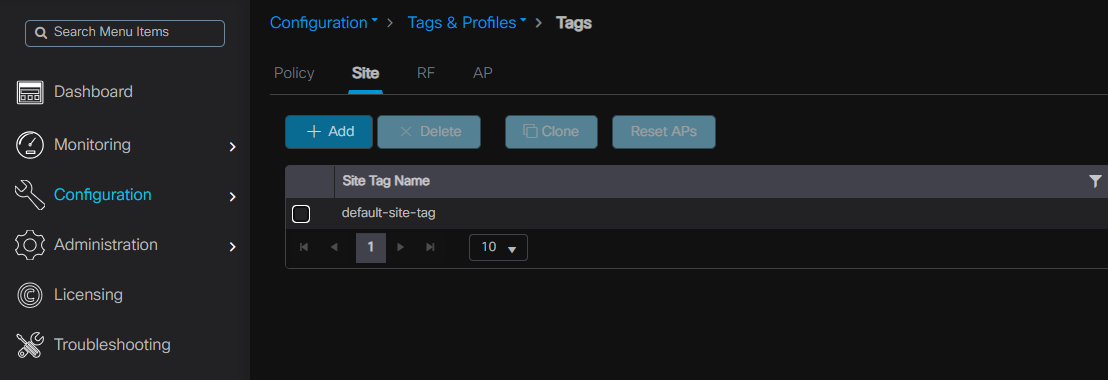 Search Menu Items
Dashboard
Monitoring
Configuration
Administration
Licensing
Troubleshooting
Configuration > Tags & Profiles > Tags
Policy Site RF AP
+ Add × Delete Clone Reset APs
Site Tag Name
default-site-tag
1 10